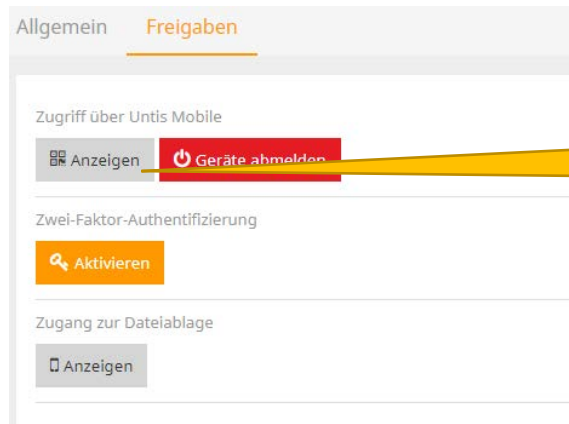 Allgemein Freigaben
Zugriff über Untis Mobile
Anzeigen Geräte abmelden
Zwei-Faktor-Authentifizierung
Aktivieren
Zugang zur Dateiablage
Anzeigen